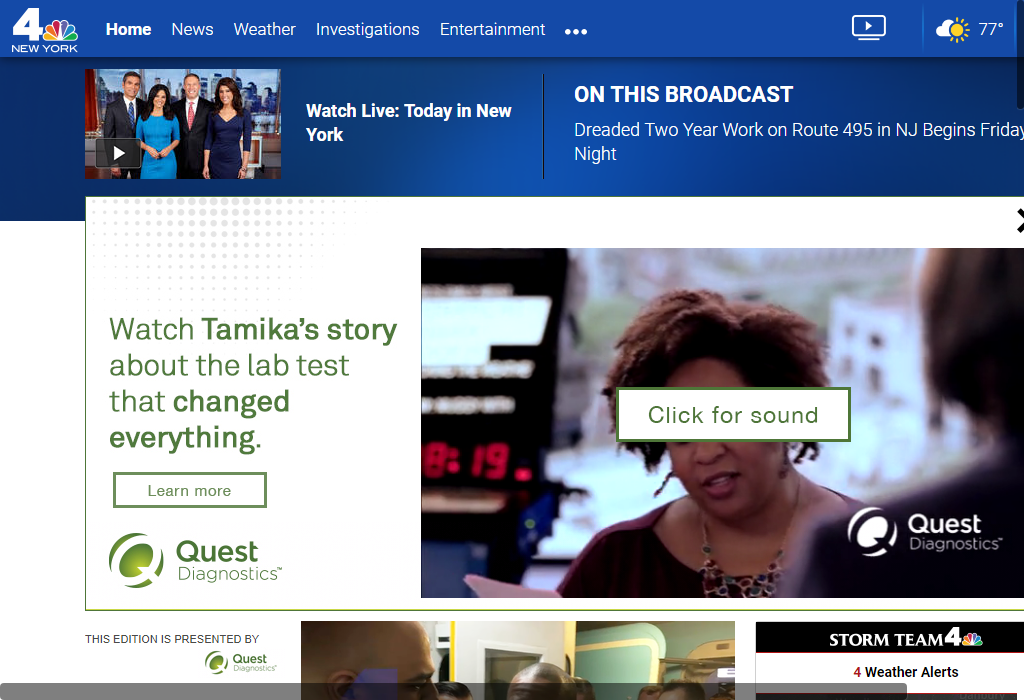 4
NEW YORK
Home News Weather Investigations Entertainment •••
77°
Watch Live: Today in New
York
ON THIS BROADCAST
Dreaded Two Year Work on Route 495 in NJ Begins Friday
Night
Watch Tamika's story
about the lab test
that changed
everything.
Learn more
Quest
Diagnostics™
8:19
Click for sound
Quest
Diagnostics™
THIS EDITION IS PRESENTED BY
Quest
Diagnostics™
STORM TEAM 4
4 Weather Alerts